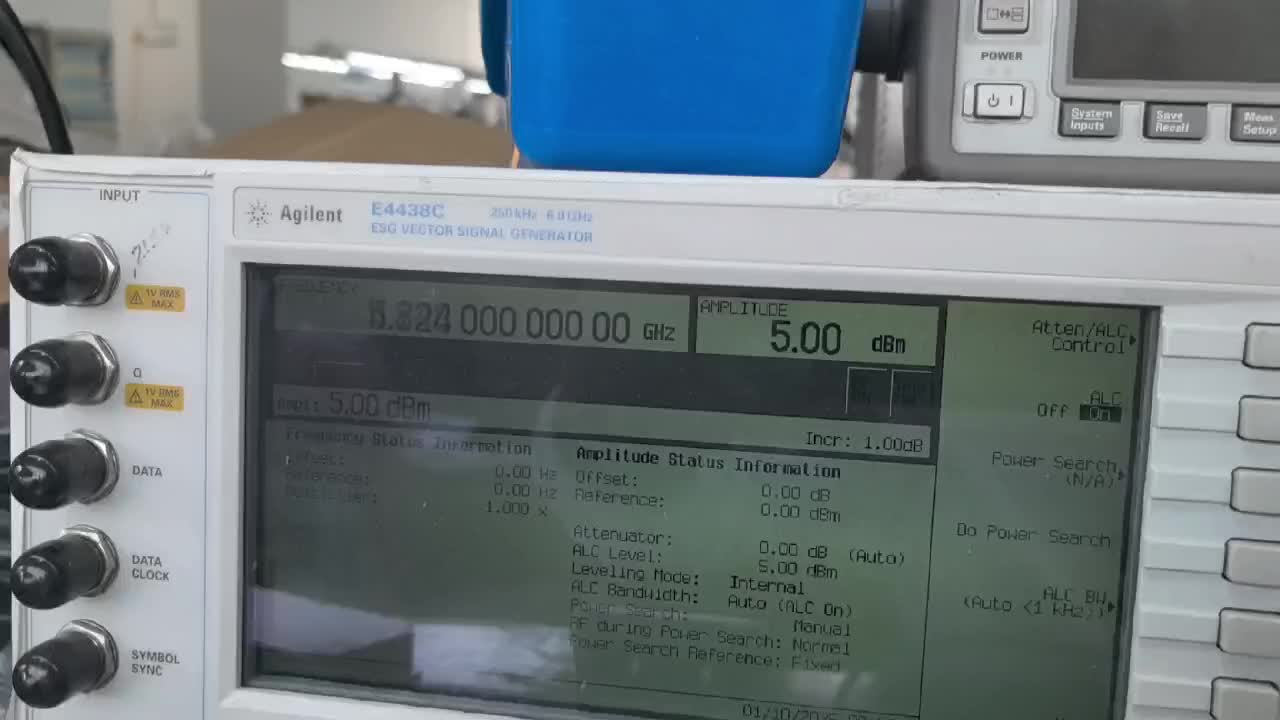 POWER
System Inputs
Save Recall
Meas Setup
INPUT
Agilent
E4438C 250 kHz - 6.0 GHz
ESG VECTOR SIGNAL GENERATOR
1V RMS MAX
Q
1V RMS MAX
DATA
DATA CLOCK
SYMBOL SYNC
FREQUENCY
000 000 00 GHz
AMPLITUDE
5.00 dBm
Ampl: 5.00 dBm
Incr: 1.00dB
Frequency Status Information
Offset: 0.00 Hz
Reference: 0.00 Hz
Multiplier: 1.000 x
Amplitude Status Information
Offset: 0.00 dB
Reference: 0.00 dBm
Attenuator: 0.00 dB (Auto)
ALC Level: 5.00 dBm
Leveling Mode: Internal
ALC Bandwidth: Auto (ALC On)
Power Search: Manual
RF during Power Search: Normal
Power Search Reference: Fixed
Atten/ALC
Control
ALC
Off On
Power Search
(N/A)
Do Power Search
ALC BW
(Auto <1 kHz)